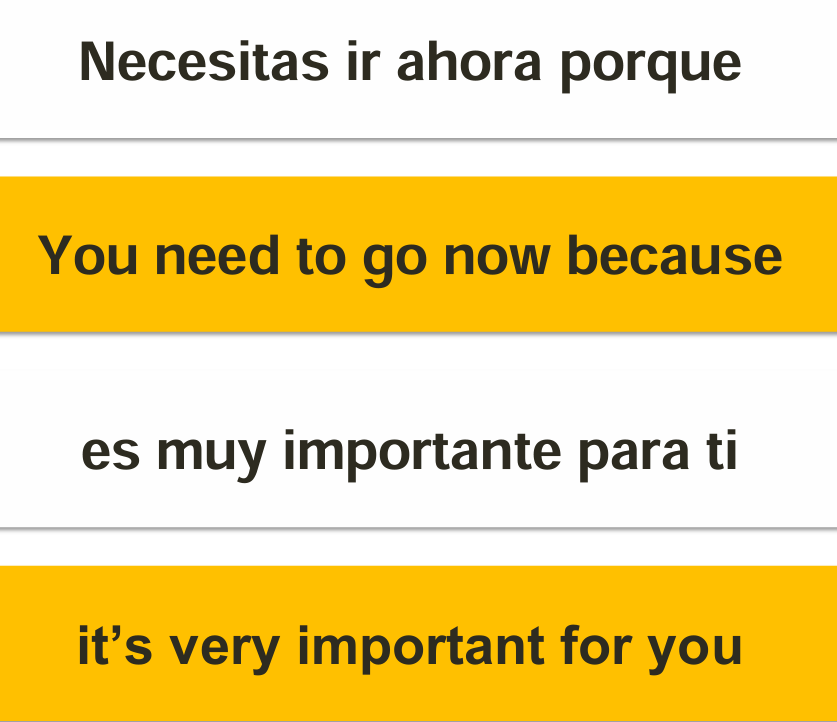 Necesitas ir ahora porque
You need to go now because
es muy importante para ti
it’s very important for you